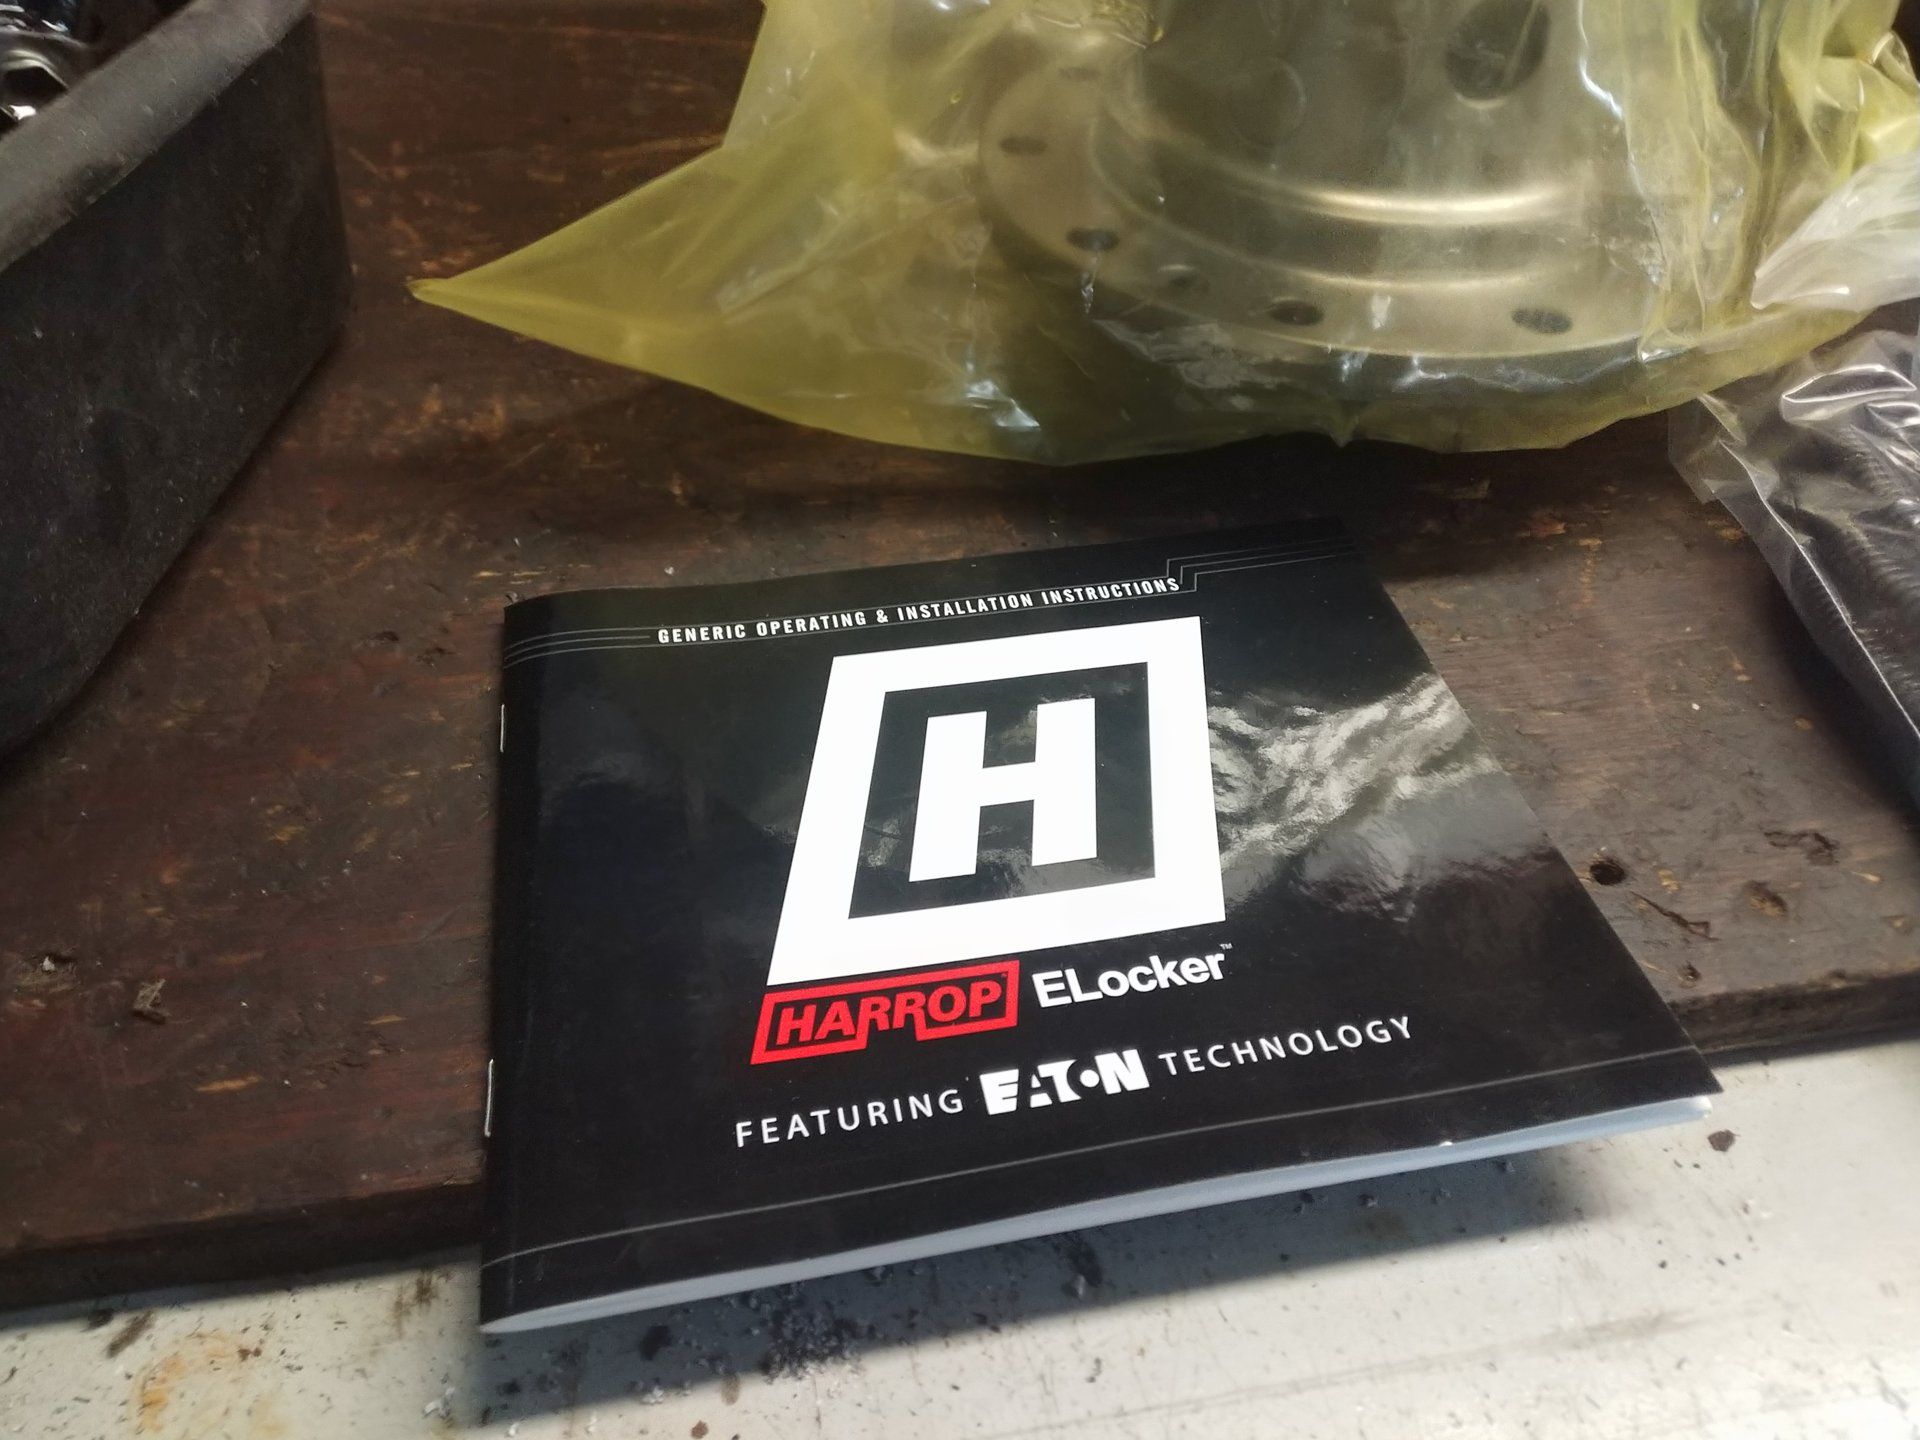 GENERIC OPERATING & INSTALLATION INSTRUCTIONS
H
HARROP ELocker™
FEATURING EATON TECHNOLOGY